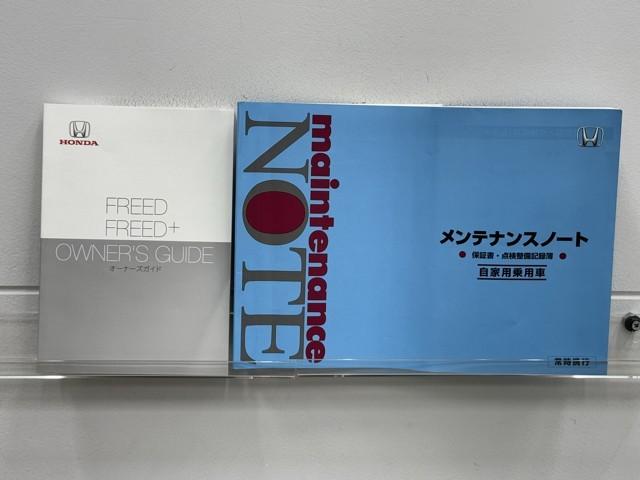 HONDA
FREED
FREED+
OWNER'S GUIDE
オーナーズガイド
maintenance
NOTE
メンテナンスノート
● 保証書・点検整備記録簿 ●
自家用乗用車
常時携行